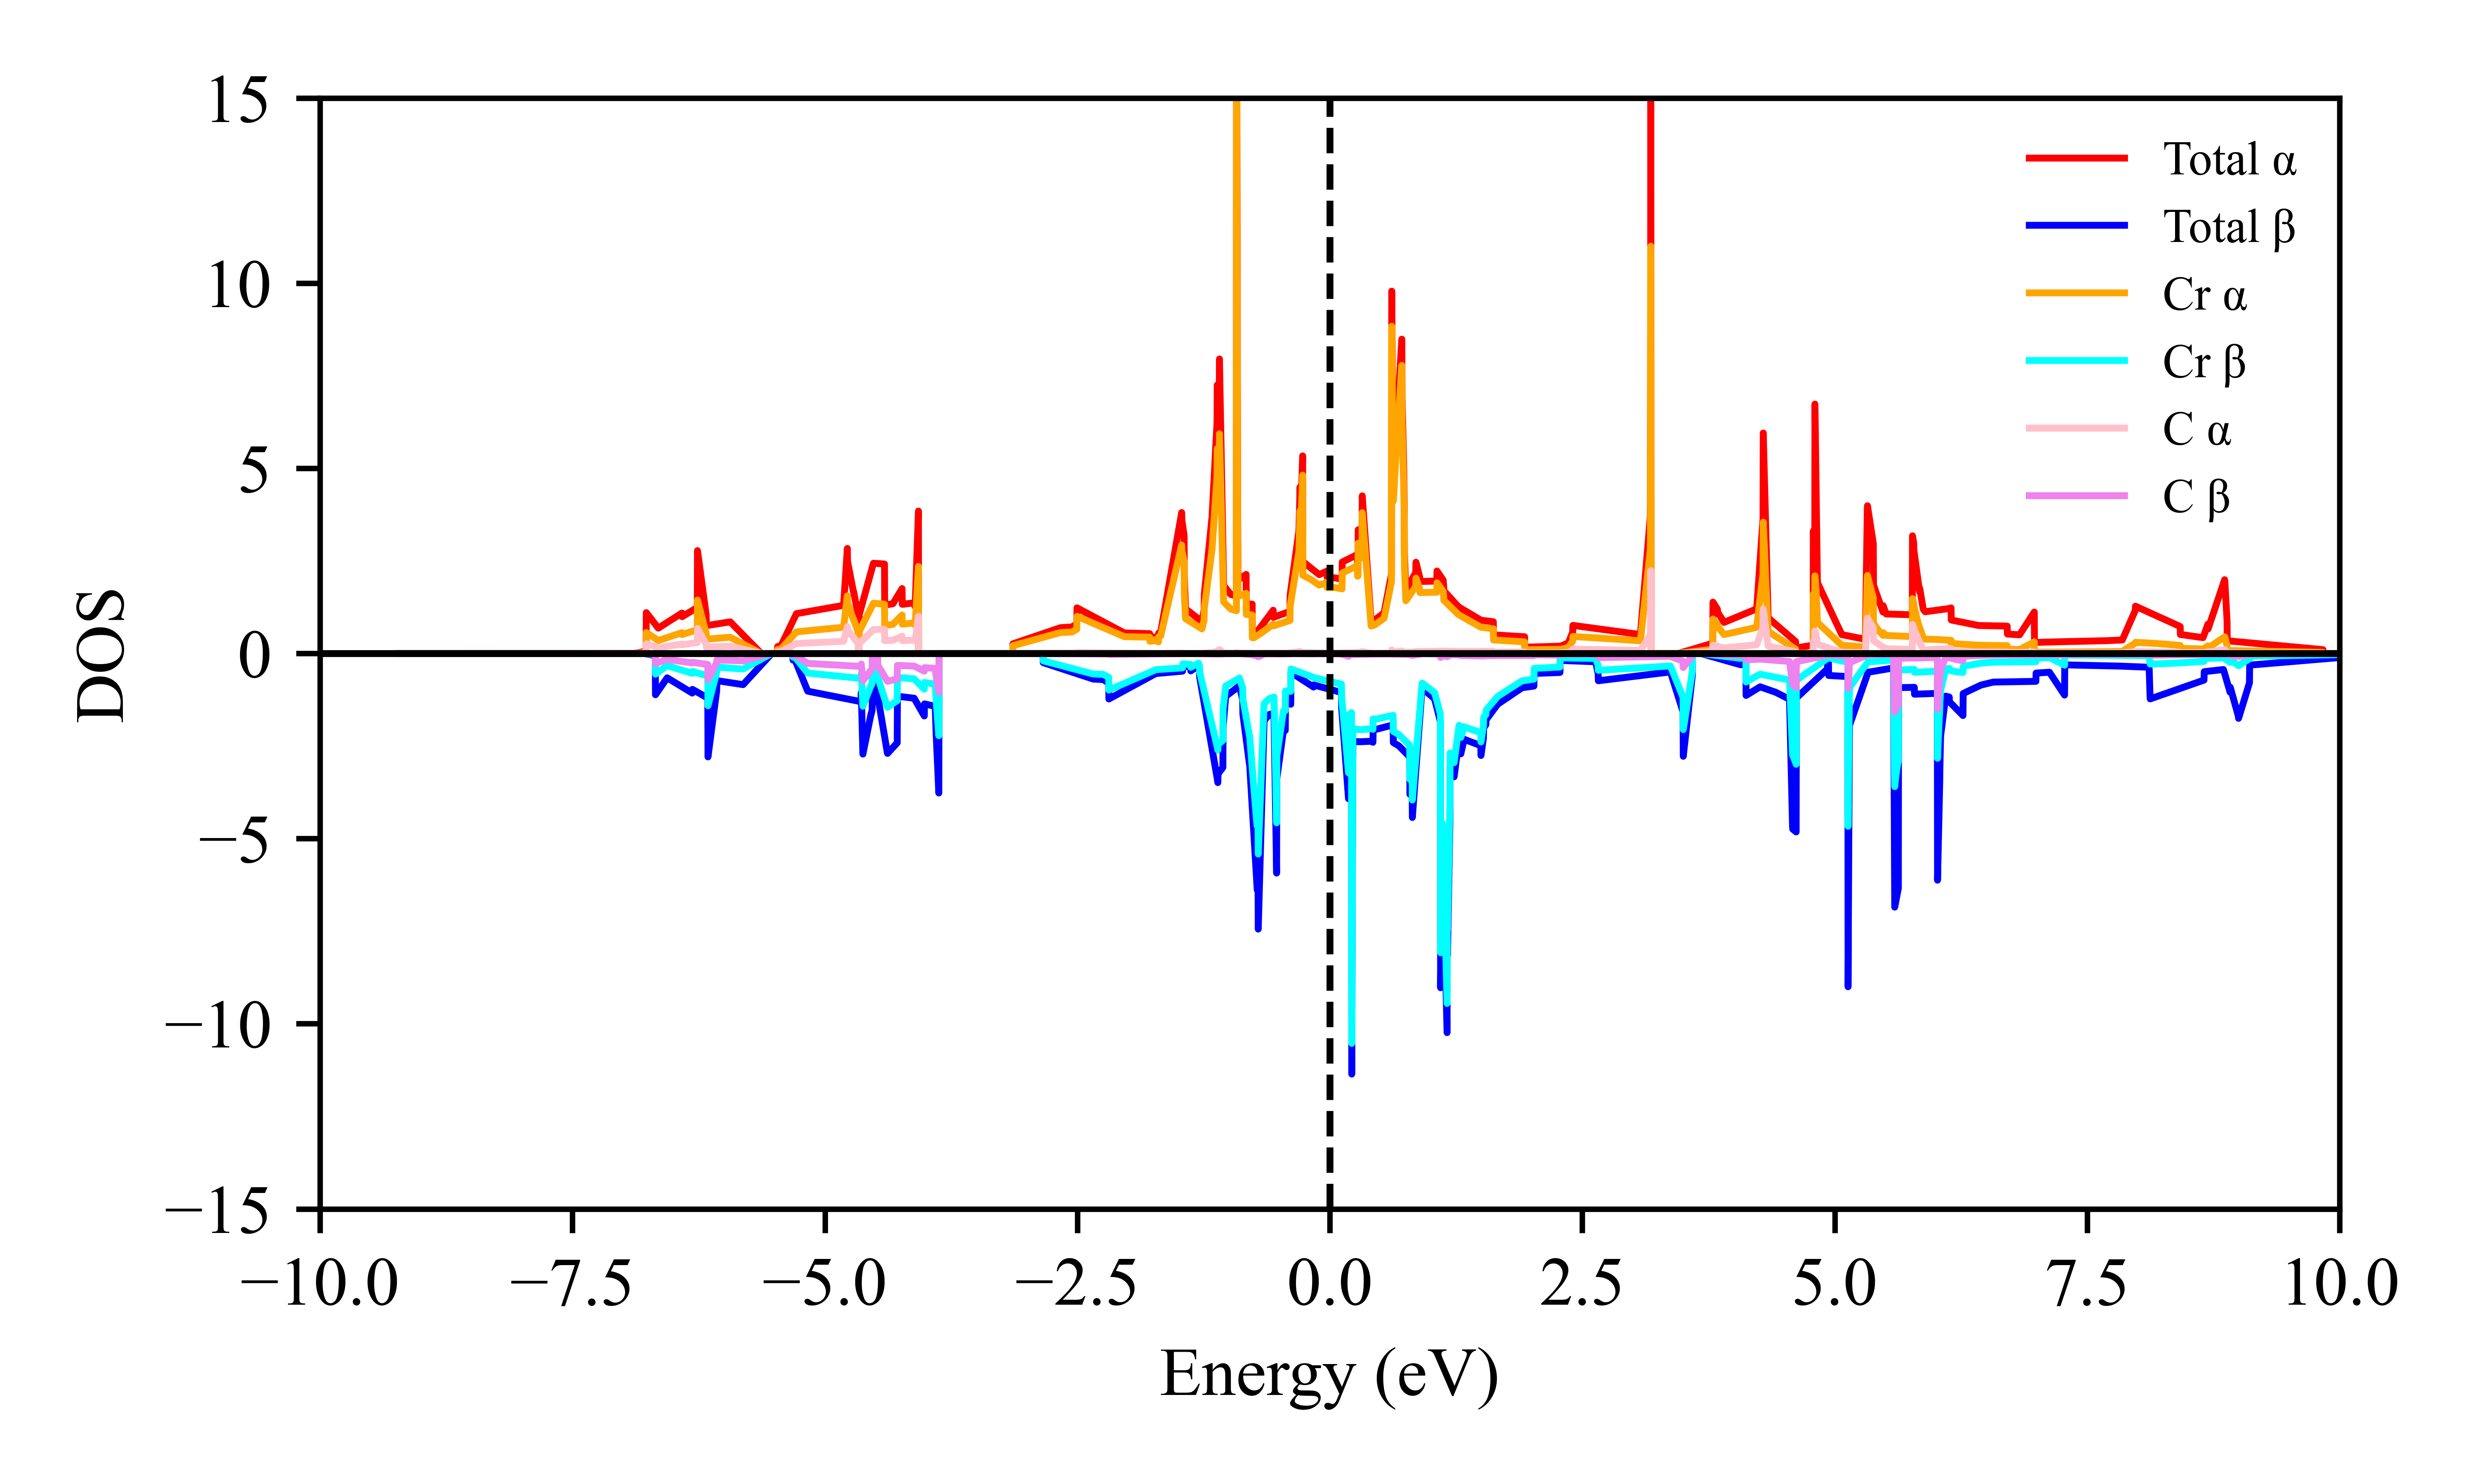 15
10
5
0
−5
−10
−15
DOS
Total α
Total β
Cr α
Cr β
C α
C β
−10.0 −7.5 −5.0 −2.5 0.0 2.5 5.0 7.5 10.0
Energy (eV)